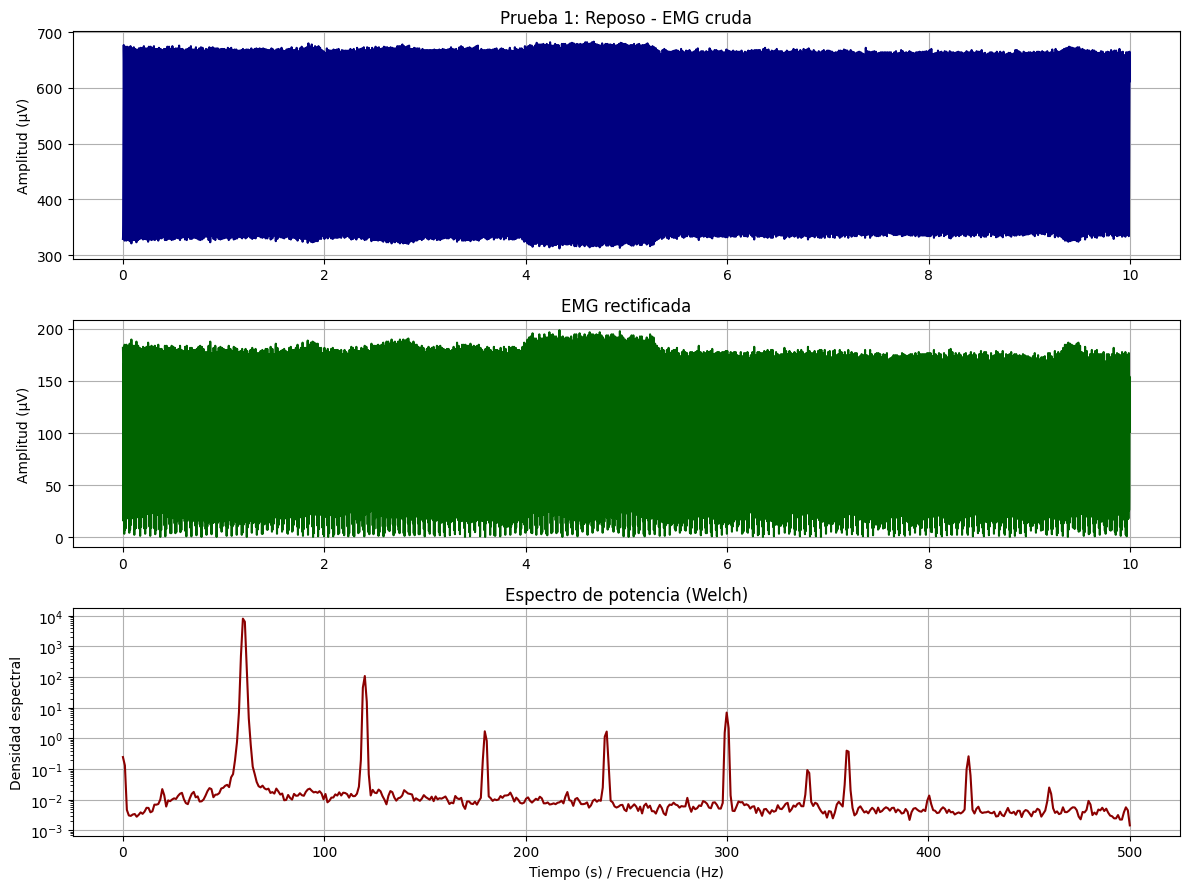 Prueba 1: Reposo - EMG cruda
700
600
500
400
300
Amplitud (µV)
0 2 4 6 8 10
EMG rectificada
200
150
100
50
0
Amplitud (µV)
0 2 4 6 8 10
Espectro de potencia (Welch)
10⁴
10³
10²
10¹
10⁰
10⁻¹
10⁻²
10⁻³
Densidad espectral
0 100 200 300 400 500
Tiempo (s) / Frecuencia (Hz)